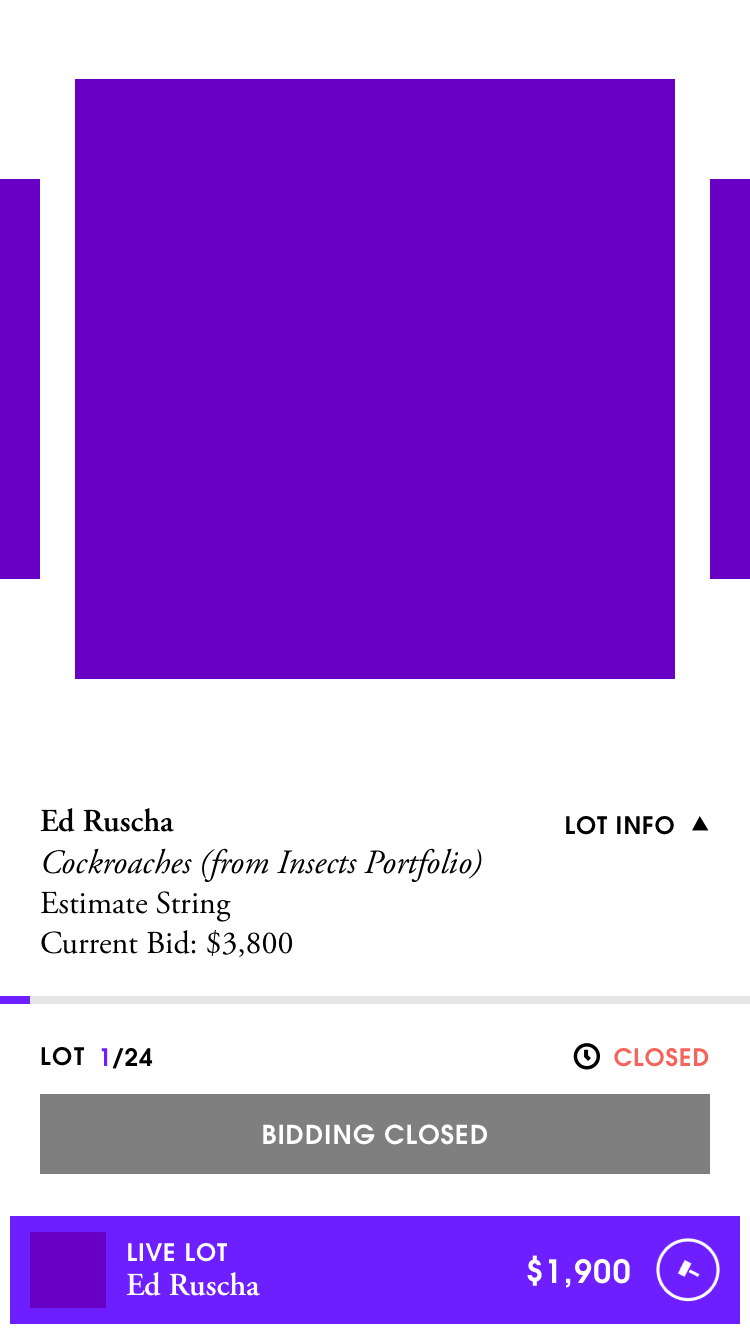 Ed Ruscha
LOT INFO
Cockroaches (from Insects Portfolio)
Estimate String
Current Bid: $3,800
LOT 1/24
CLOSED
BIDDING CLOSED
LIVE LOT
Ed Ruscha
$1,900